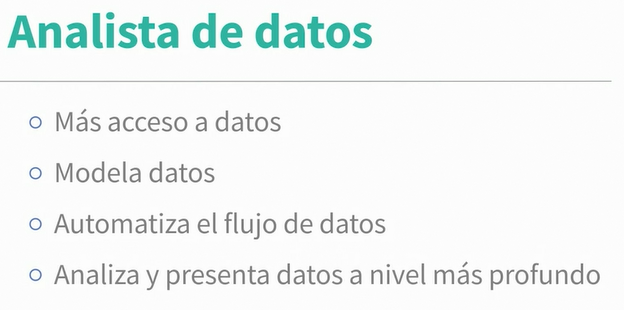 Analista de datos
Más acceso a datos
Modela datos
Automatiza el flujo de datos
Analiza y presenta datos a nivel más profundo